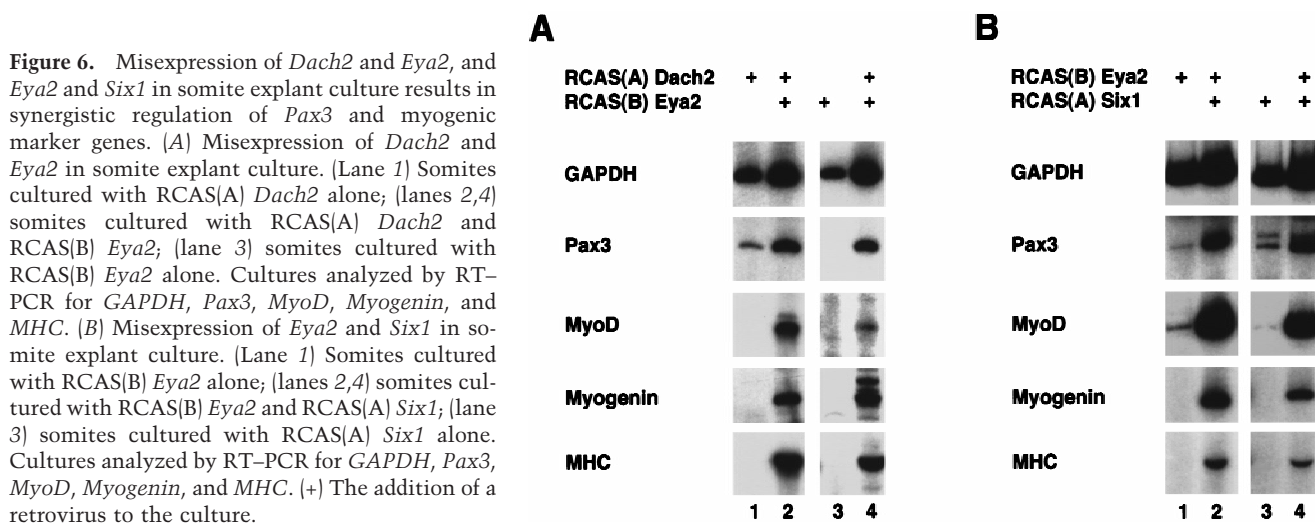 Figure 6. Misexpression of Dach2 and Eya2, and
Eya2 and Six1 in somite explant culture results in
synergistic regulation of Pax3 and myogenic
marker genes. (A) Misexpression of Dach2 and
Eya2 in somite explant culture. (Lane 1) Somites
cultured with RCAS(A) Dach2 alone; (lanes 2,4)
somites cultured with RCAS(A) Dach2 and
RCAS(B) Eya2; (lane 3) somites cultured with
RCAS(B) Eya2 alone. Cultures analyzed by RT–
PCR for GAPDH, Pax3, MyoD, Myogenin, and
MHC. (B) Misexpression of Eya2 and Six1 in so-
mite explant culture. (Lane 1) Somites cultured
with RCAS(B) Eya2 alone; (lanes 2,4) somites cul-
tured with RCAS(B) Eya2 and RCAS(A) Six1; (lane
3) somites cultured with RCAS(A) Six1 alone.
Cultures analyzed by RT–PCR for GAPDH, Pax3,
MyoD, Myogenin, and MHC. (+) The addition of a
retrovirus to the culture.
A
RCAS(A) Dach2 + + +
RCAS(B) Eya2 + + +
GAPDH
Pax3
MyoD
Myogenin
MHC
1 2 3 4
B
RCAS(B) Eya2 + + +
RCAS(A) Six1 + + +
GAPDH
Pax3
MyoD
Myogenin
MHC
1 2 3 4